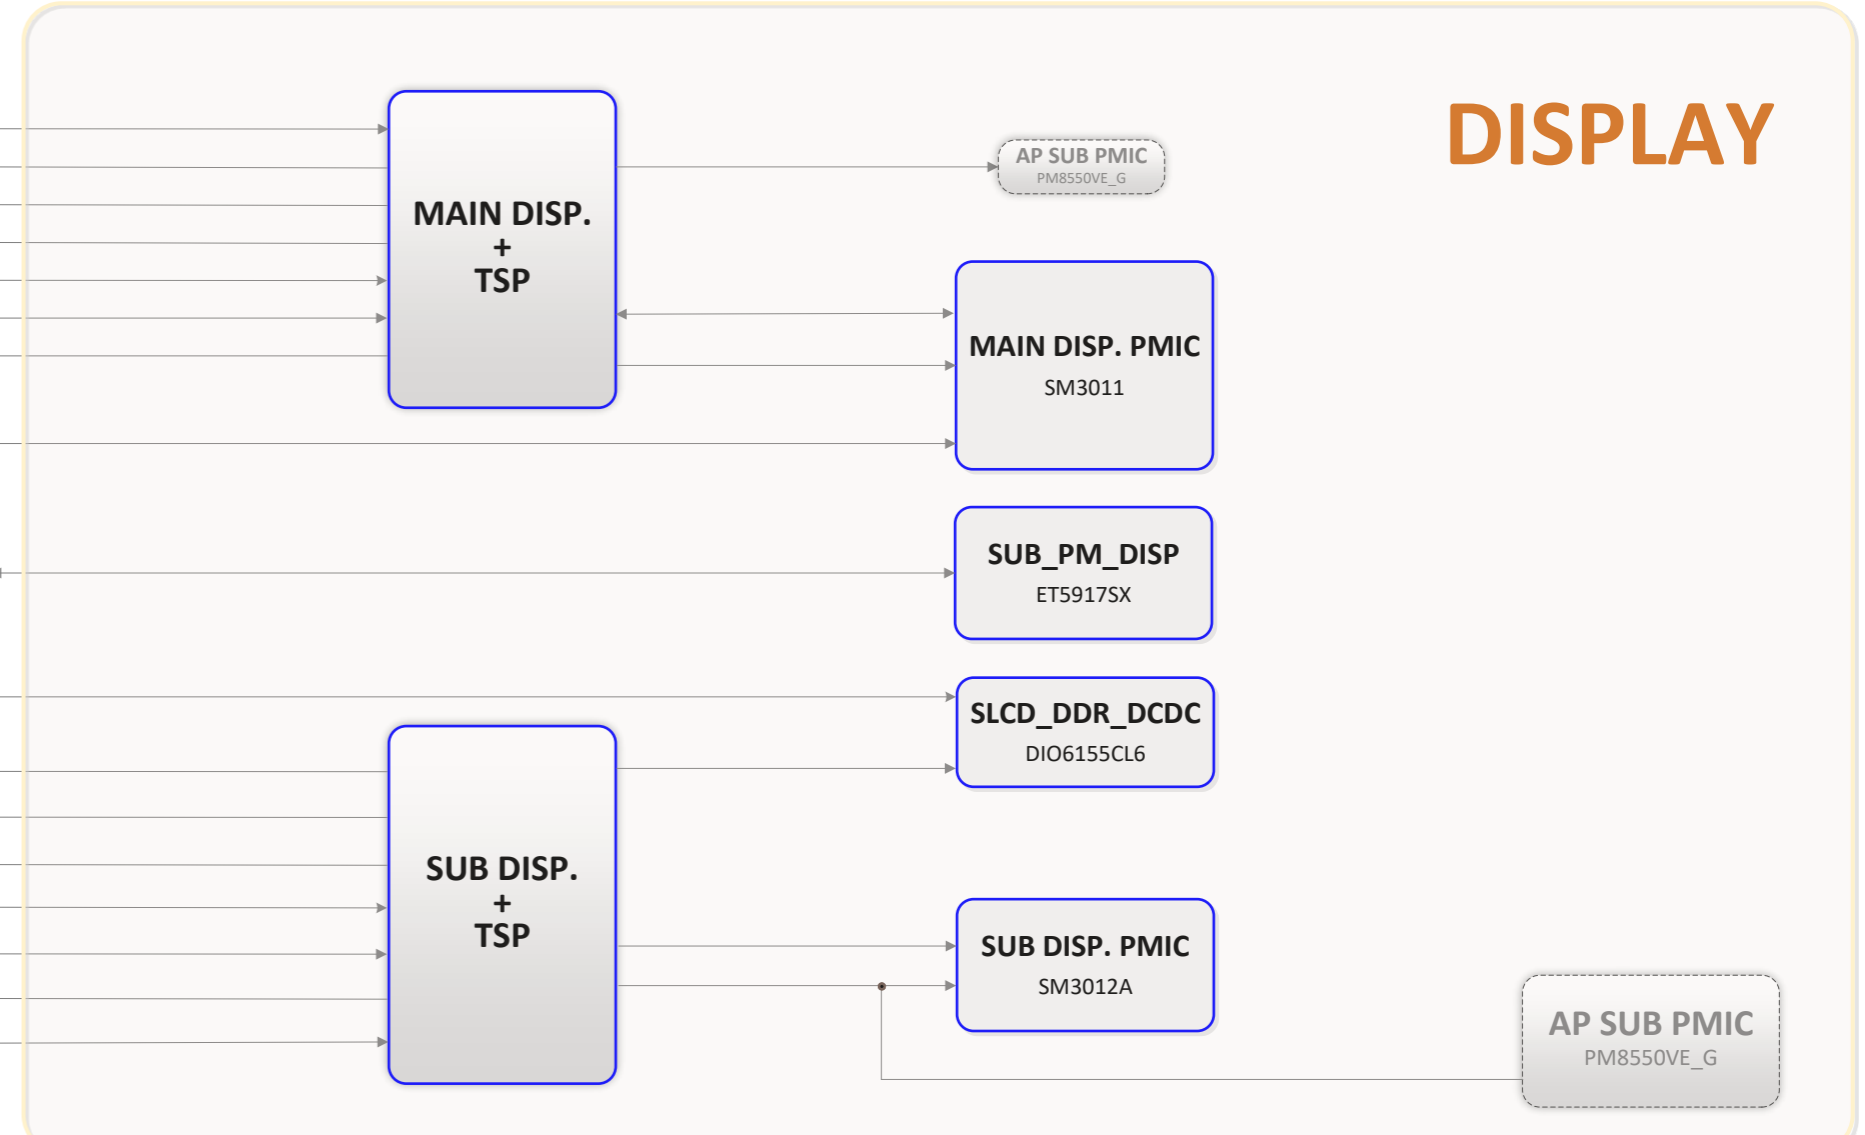 DISPLAY
MAIN DISP.
+
TSP
AP SUB PMIC
PM8550VE_G
MAIN DISP. PMIC
SM3011
SUB_PM_DISP
ET5917SX
SLCD_DDR_DCDC
DIO6155CL6
SUB DISP.
+
TSP
SUB DISP. PMIC
SM3012A
AP SUB PMIC
PM8550VE_G